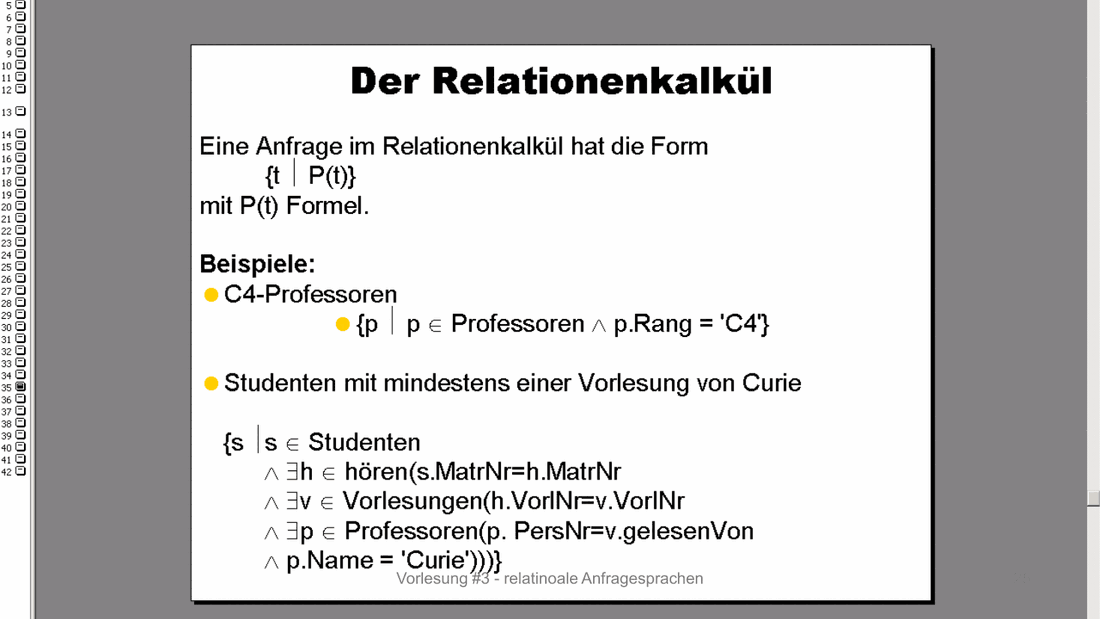 5
6
7
8
9
10
11
12
13
14
15
16
17
18
19
20
21
22
23
24
25
26
27
28
29
30
31
32
33
34
35
36
37
38
39
40
41
42
Der Relationenkalkül
Eine Anfrage im Relationenkalkül hat die Form
{t | P(t)}
mit P(t) Formel.
Beispiele:
C4-Professoren
{p | p ∈ Professoren ∧ p.Rang = 'C4'}
Studenten mit mindestens einer Vorlesung von Curie
{s | s ∈ Studenten
∧ ∃h ∈ hören(s.MatrNr=h.MatrNr
∧ ∃v ∈ Vorlesungen(h.VorlNr=v.VorlNr
∧ ∃p ∈ Professoren(p. PersNr=v.gelesenVon
∧ p.Name = 'Curie')))}
Vorlesung #3 - relatinoale Anfragesprachen